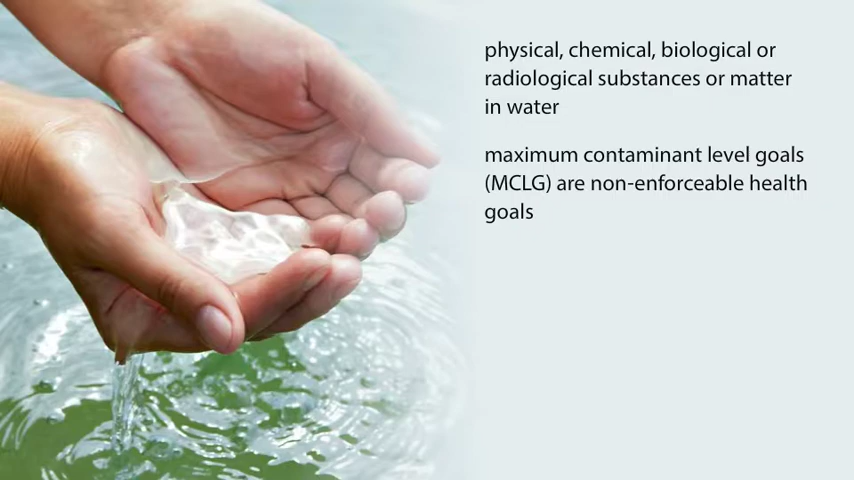 physical, chemical, biological or
radiological substances or matter
in water
maximum contaminant level goals
(MCLG) are non-enforceable health
goals